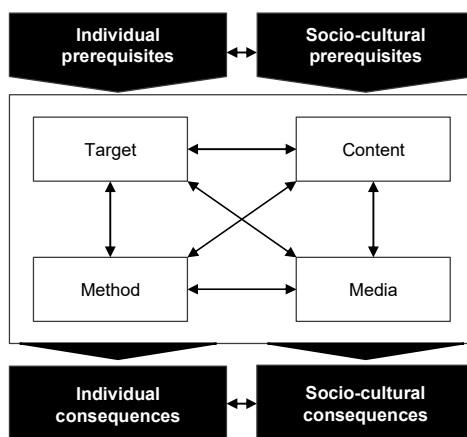 Individual
prerequisites
Socio-cultural
prerequisites
Target
Content
Method
Media
Individual
consequences
Socio-cultural
consequences